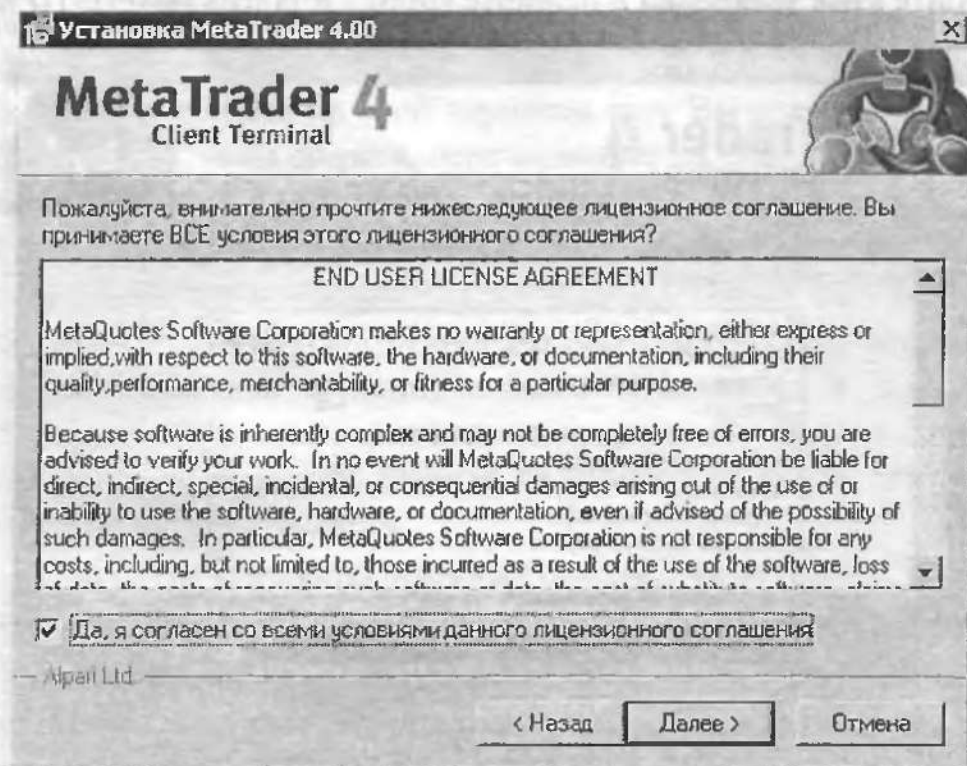 Установка MetaTrader 4.00
MetaTrader 4
Client Terminal
Пожалуйста, внимательно прочтите нижеследующее лицензионное соглашение. Вы
принимаете ВСЕ условия этого лицензионного соглашения?
END USER LICENSE AGREEMENT
MetaQuotes Software Corporation makes no warranty or representation, either express or
implied,with respect to this software, the hardware, or documentation, including their
quality,performance, merchantability, or fitness for a particular purpose.
Because software is inherently complex and may not be completely free of errors, you are
advised to verify your work. In no event will MetaQuotes Software Corporation be liable for
direct, indirect, special, incidental, or consequential damages arising out of the use of or
inability to use the software, hardware, or documentation, even if advised of the possibility of
such damages. In particular, MetaQuotes Software Corporation is not responsible for any
costs, including, but not limited to, those incurred as a result of the use of the software, loss
Да, я согласен со всеми условиями данного лицензионного соглашения
Alpari Ltd.
< Назад
Далее >
Отмена